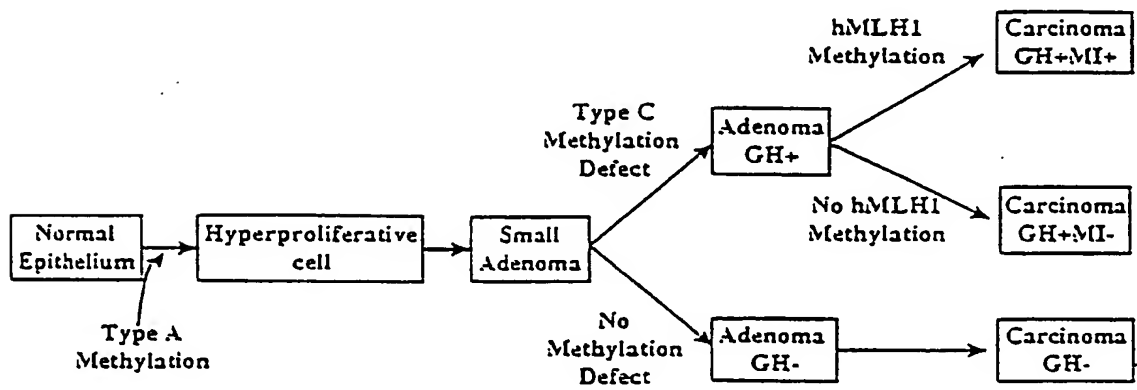 Normal
Epithelium
Type A
Methylation
Hyperproliferative
cell
Small
Adenoma
Type C
Methylation
Defect
No
Methylation
Defect
Adenoma
GH+
Adenoma
GH-
hMLH1
Methylation
No hMLH1
Methylation
Carcinoma
GH+MI+
Carcinoma
GH+MI-
Carcinoma
GH-